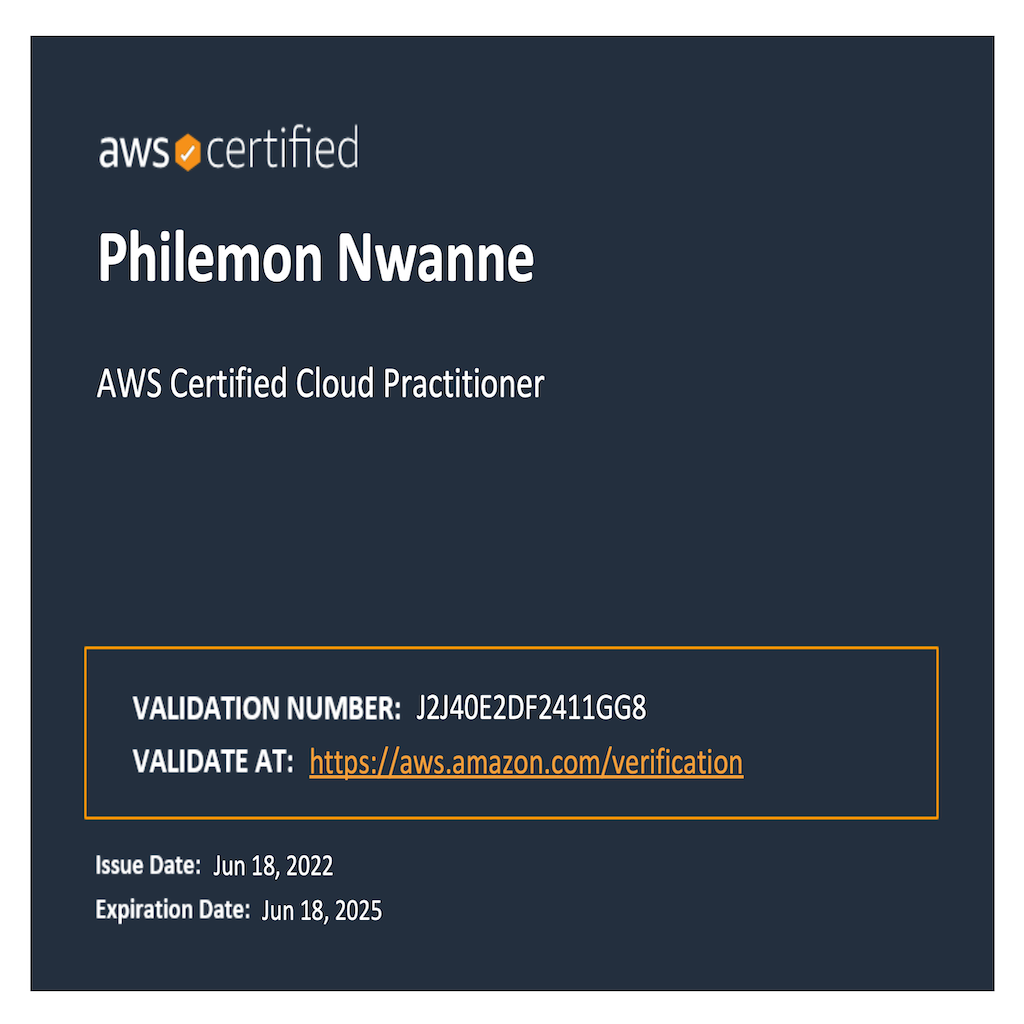 aws certified
Philemon Nwanne
AWS Certified Cloud Practitioner
VALIDATION NUMBER: J2J40E2DF2411GG8
VALIDATE AT: https://aws.amazon.com/verification
Issue Date: Jun 18, 2022
Expiration Date: Jun 18, 2025